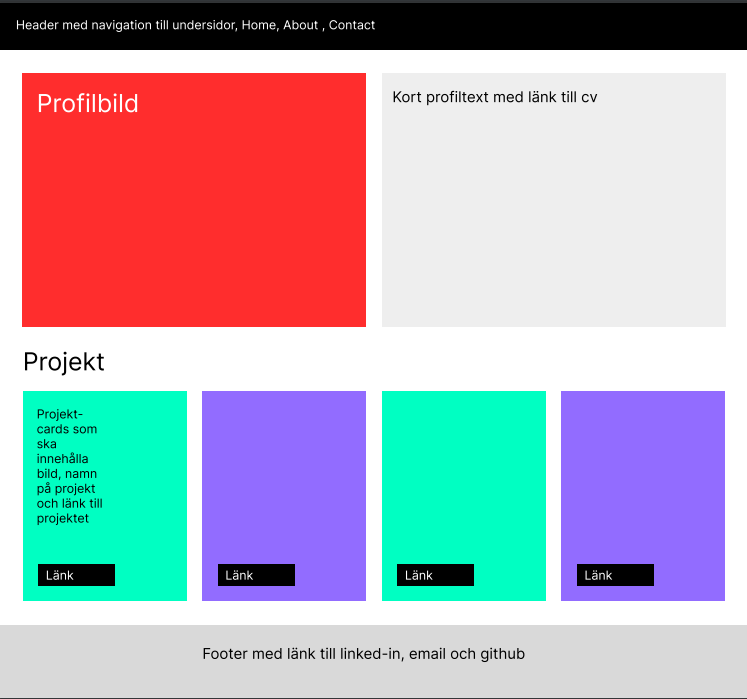 Header med navigation till undersidor, Home, About , Contact
Profilbild
Kort profiltext med länk till cv
Projekt
Projekt-
cards som
ska
innehålla
bild, namn
på projekt
och länk till
projektet
Länk
Länk
Länk
Länk
Footer med länk till linked-in, email och github